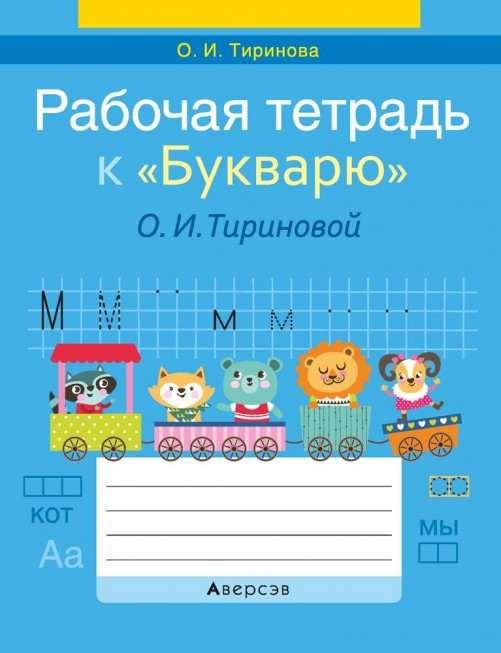 О. И. Тиринова
Рабочая тетрадь
к «Букварю»
О. И. Тириновой
М М м м
КОТ
Аа
МЫ
Аверсэв